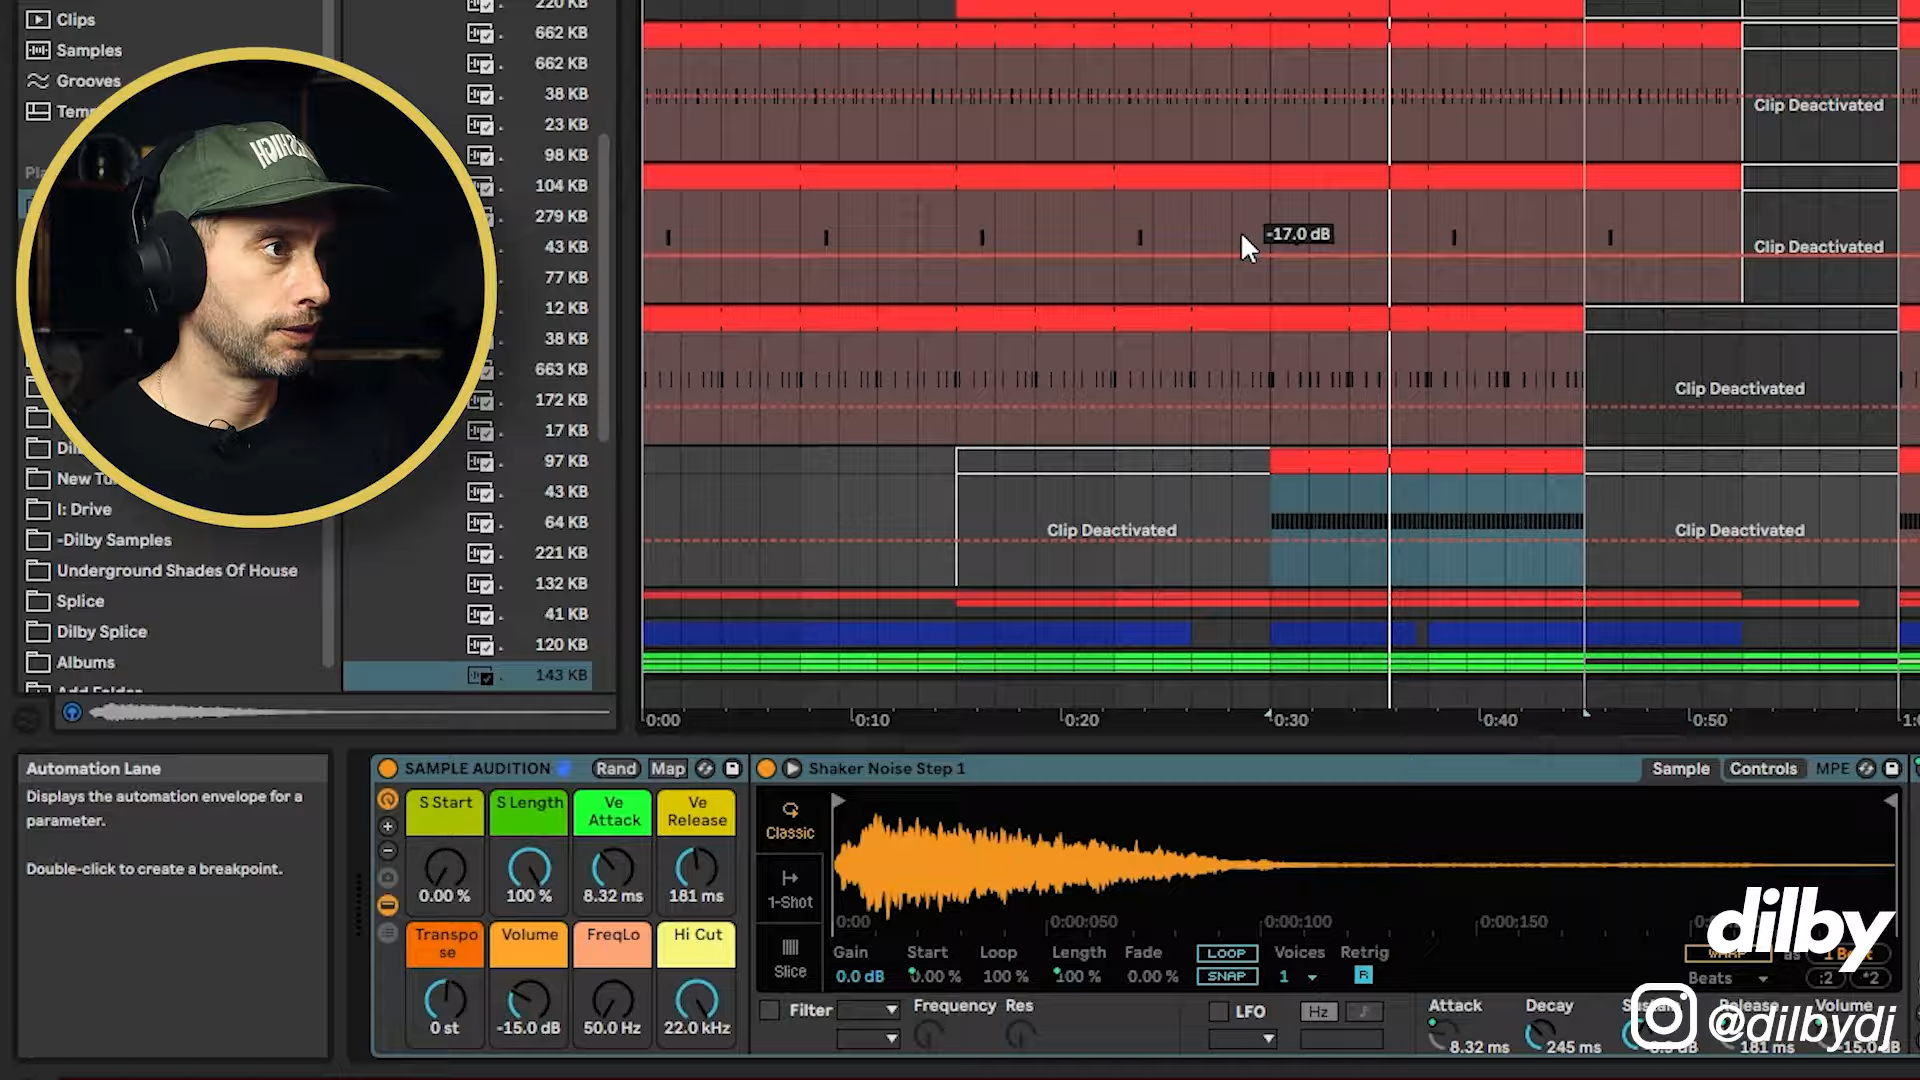 Clips
Samples
Grooves
I: Drive
-Dilby Samples
Underground Shades Of House
Splice
Dilby Splice
Albums
Add Folder
220 KB
662 KB
662 KB
38 KB
23 KB
98 KB
104 KB
279 KB
43 KB
77 KB
12 KB
38 KB
663 KB
172 KB
17 KB
97 KB
43 KB
64 KB
221 KB
132 KB
41 KB
120 KB
143 KB
Clip Deactivated
-17.0 dB
Clip Deactivated
Clip Deactivated
Clip Deactivated
Clip Deactivated
0:00 0:10 0:20 0:30 0:40 0:50
Automation Lane
Displays the automation envelope for a
parameter.
Double-click to create a breakpoint.
SAMPLE AUDITION Rand Map
S Start S Length Ve Attack Ve Release
0.00 % 100 % 8.32 ms 181 ms
Transpo
se Volume FreqLo Hi Cut
0 st -15.0 dB 50.0 Hz 22.0 kHz
Shaker Noise Step 1 Sample Controls MPE
Classic
1-Shot
Slice
0:00 0:00:050 0:00:100 0:00:150
Gain Start Loop Length Fade LOOP Voices Retrig
0.0 dB 0.00 % 100 % 100 % 0.00 % SNAP 1 R
Beats :2 *2
Filter Frequency Res LFO Hz
Attack Decay Release Volume
8.32 ms 245 ms 181 ms -15.0 dB
dilby
@dilbydj